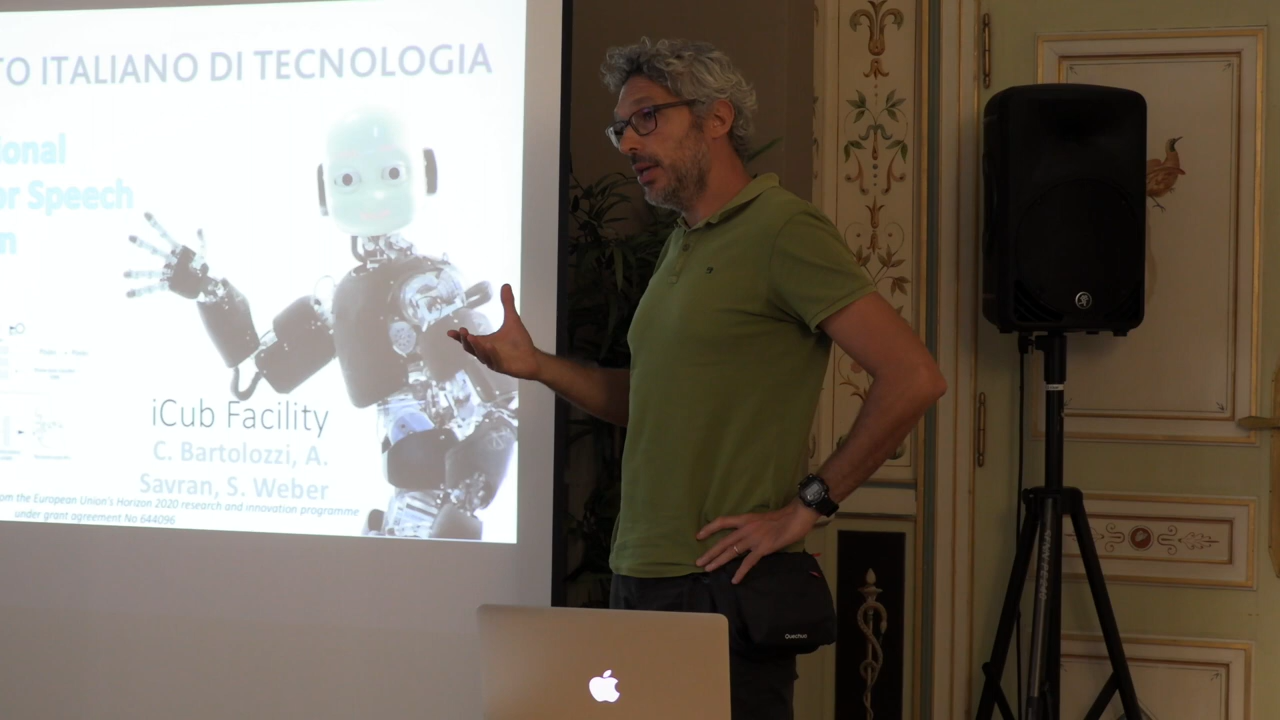 TO ITALIANO DI TECNOLOGIA
ional
or Speech
n
iCub Facility
C. Bartolozzi, A.
Savran, S. Weber
om the European Union's Horizon 2020 research and innovation programme
under grant agreement No 644096
Quechua